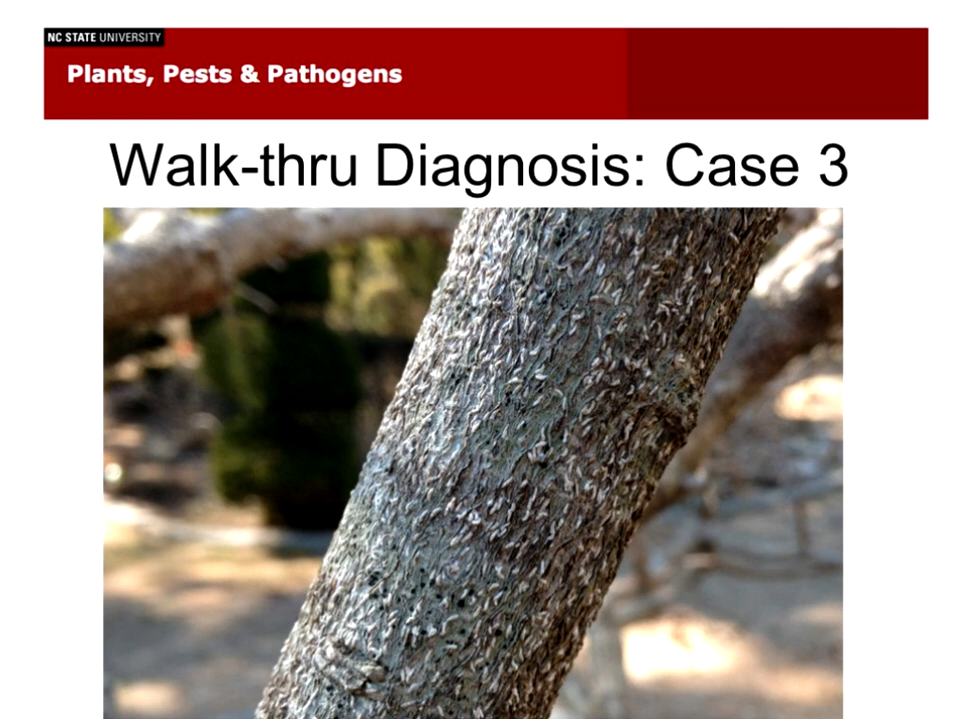 NC STATE UNIVERSITY
Plants, Pests & Pathogens
Walk-thru Diagnosis: Case 3